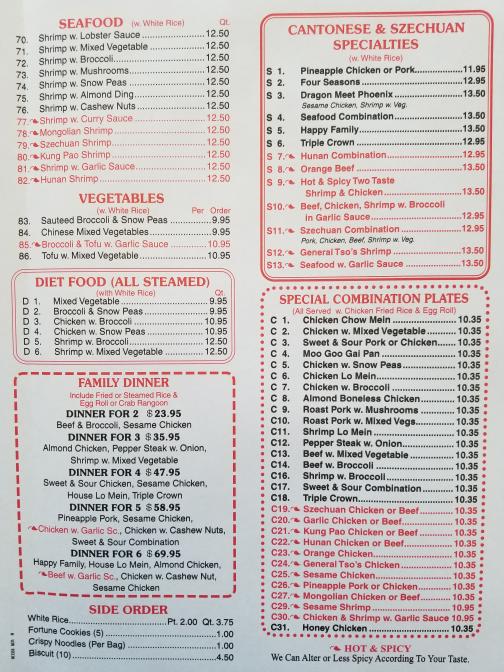 SEAFOOD (w. White Rice) Qt.
70. Shrimp w. Lobster Sauce 12.50
71. Shrimp w. Mixed Vegetable 12.50
72. Shrimp w. Broccoli 12.50
73. Shrimp w. Mushrooms 12.50
74. Shrimp w. Snow Peas 12.50
75. Shrimp w. Almond Ding 12.50
76. Shrimp w. Cashew Nuts 12.50
77. Shrimp w. Curry Sauce 12.50
78. Mongolian Shrimp 12.50
79. Szechuan Shrimp 12.50
80. Kung Pao Shrimp 12.50
81. Shrimp w. Garlic Sauce 12.50
82. Hunan Shrimp 12.50
VEGETABLES
(w. White Rice) Per Order
83. Sauteed Broccoli & Snow Peas 9.95
84. Chinese Mixed Vegetables 9.95
85. Broccoli & Tofu w. Garlic Sauce 10.95
86. Tofu w. Mixed Vegetable 10.95
DIET FOOD (ALL STEAMED)
(with White Rice) Qt.
D 1. Mixed Vegetable 9.95
D 2. Broccoli & Snow Peas 9.95
D 3. Chicken w. Broccoli 10.95
D 4. Chicken w. Snow Peas 10.95
D 5. Shrimp w. Broccoli 12.50
D 6. Shrimp w. Mixed Vegetable 12.50
FAMILY DINNER
Include Fried or Steamed Rice &
Egg Roll or Crab Rangoon
DINNER FOR 2 $23.95
Beef & Broccoli, Sesame Chicken
DINNER FOR 3 $35.95
Almond Chicken, Pepper Steak w. Onion,
Shrimp w. Mixed Vegetable
DINNER FOR 4 $47.95
Sweet & Sour Chicken, Sesame Chicken,
House Lo Mein, Triple Crown
DINNER FOR 5 $58.95
Pineapple Pork, Sesame Chicken,
Chicken w. Garlic Sc., Chicken w. Cashew Nuts,
Sweet & Sour Combination
DINNER FOR 6 $69.95
Happy Family, House Lo Mein, Almond Chicken,
Beef w. Garlic Sc., Chicken w. Cashew Nut,
Sesame Chicken
SIDE ORDER
White Rice Pt. 2.00 Qt. 3.75
Fortune Cookies (5) 1.00
Crispy Noodles (Per Bag) 1.00
Biscuit (10) 4.50
CANTONESE & SZECHUAN
SPECIALTIES
(w. White Rice)
S 1. Pineapple Chicken or Pork 11.95
S 2. Four Seasons 12.95
S 3. Dragon Meet Phoenix 13.50
Sesame Chicken, Shrimp w. Veg.
S 4. Seafood Combination 13.50
S 5. Happy Family 13.50
S 6. Triple Crown 12.95
S 7. Hunan Combination 12.95
S 8. Orange Beef 13.50
S 9. Hot & Spicy Two Taste
Shrimp & Chicken 13.50
S10. Beef, Chicken, Shrimp w. Broccoli
in Garlic Sauce 12.95
S11. Szechuan Combination 12.95
Pork, Chicken, Beef, Shrimp w. Veg.
S12. General Tso's Shrimp 13.50
S13. Seafood w. Garlic Sauce 13.50
SPECIAL COMBINATION PLATES
(All Served w. Chicken Fried Rice & Egg Roll)
C 1. Chicken Chow Mein 10.35
C 2. Chicken w. Mixed Vegetable 10.35
C 3. Sweet & Sour Pork or Chicken 10.35
C 4. Moo Goo Gai Pan 10.35
C 5. Chicken w. Snow Peas 10.35
C 6. Chicken Lo Mein 10.35
C 7. Chicken w. Broccoli 10.35
C 8. Almond Boneless Chicken 10.35
C 9. Roast Pork w. Mushrooms 10.35
C10. Roast Pork w. Mixed Vegs. 10.35
C11. Shrimp Lo Mein 10.35
C12. Pepper Steak w. Onion 10.35
C13. Beef w. Mixed Vegetable 10.35
C14. Beef w. Broccoli 10.35
C16. Shrimp w. Broccoli 10.35
C17. Sweet & Sour Combination 10.35
C18. Triple Crown 10.35
C19. Szechuan Chicken or Beef 10.35
C20. Garlic Chicken or Beef 10.35
C21. Kung Pao Chicken or Beef 10.35
C22. Hunan Chicken or Beef 10.35
C23. Orange Chicken 10.35
C24. General Tso's Chicken 10.35
C25. Sesame Chicken 10.35
C26. Pineapple Pork or Chicken 10.35
C27. Mongolian Chicken or Beef 10.35
C29. Sesame Shrimp 10.95
C30. Chicken & Shrimp w. Garlic Sauce 10.95
C31. Honey Chicken 10.35
HOT & SPICY
We Can Alter or Less Spicy According To Your Taste.